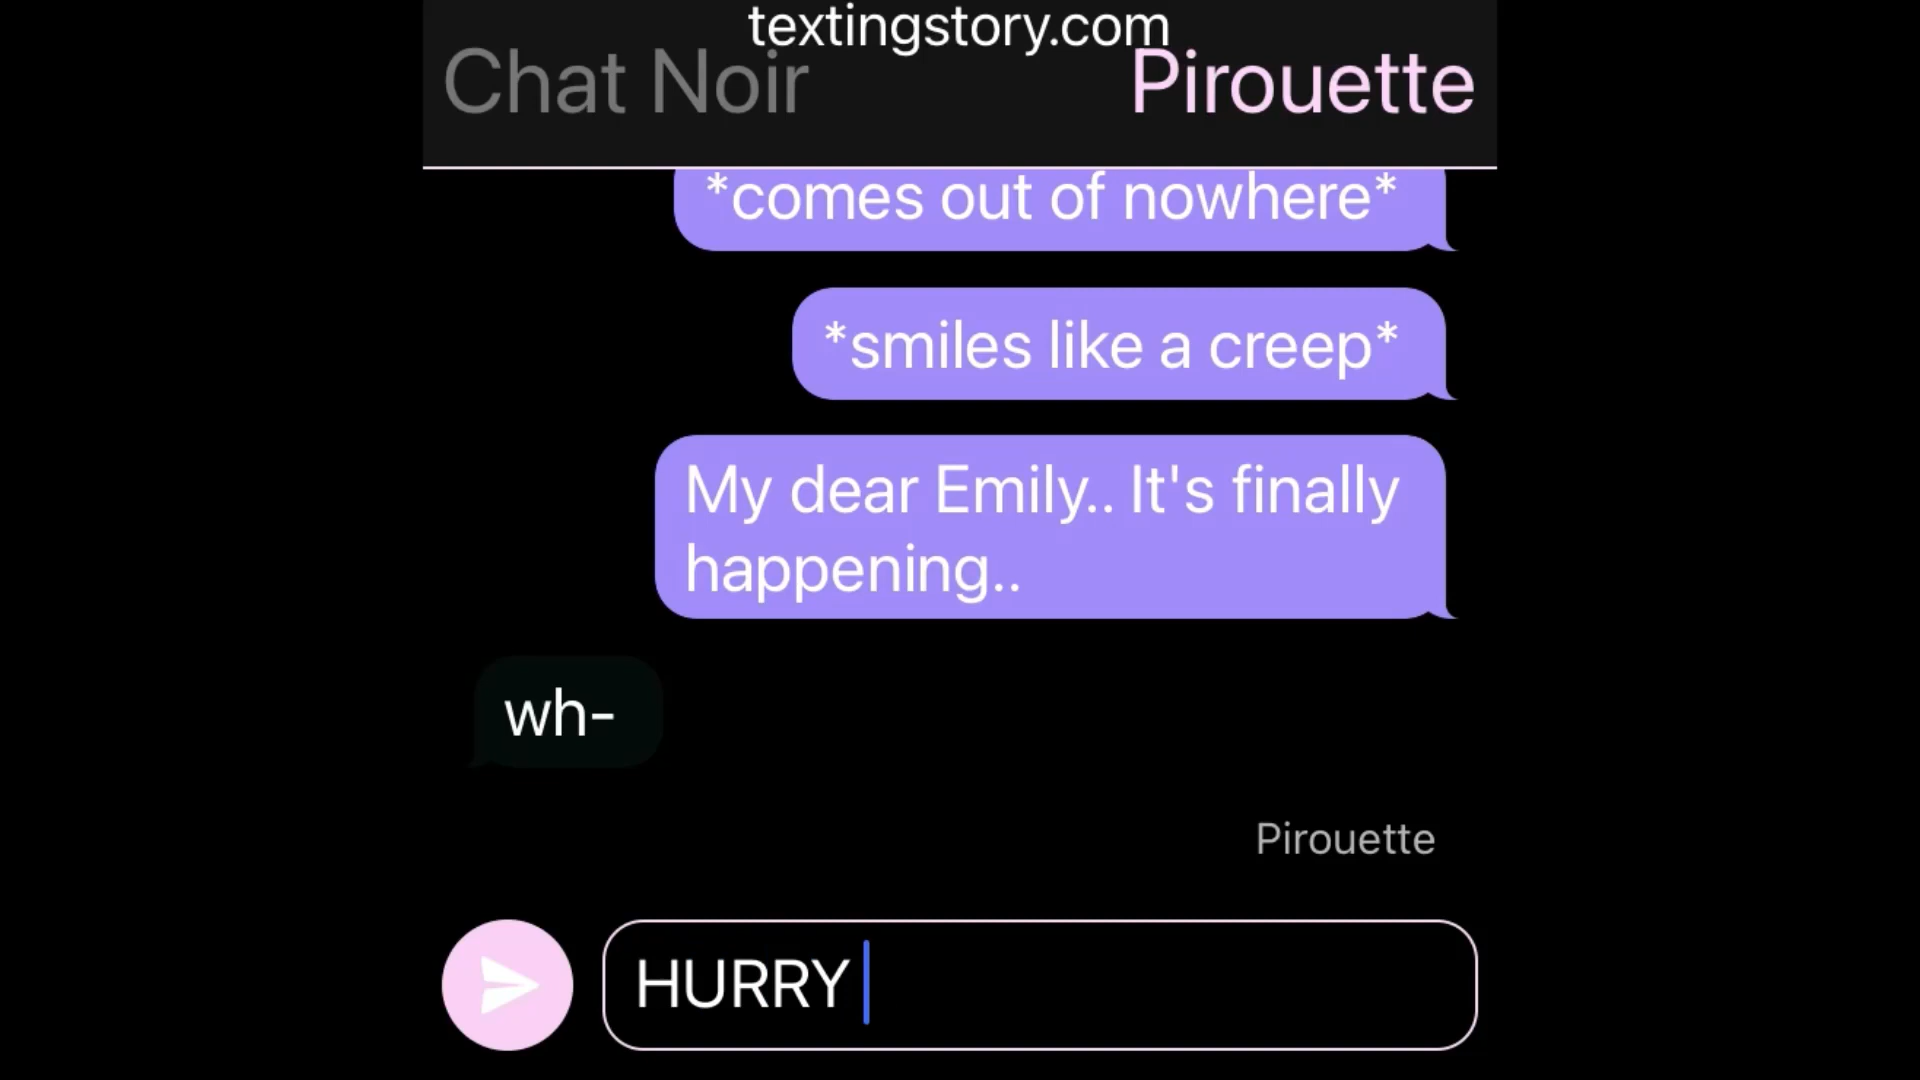 textingstory.com
Chat Noir
Pirouette
*comes out of nowhere*
*smiles like a creep*
My dear Emily.. It's finally
happening..
wh-
Pirouette
HURRY